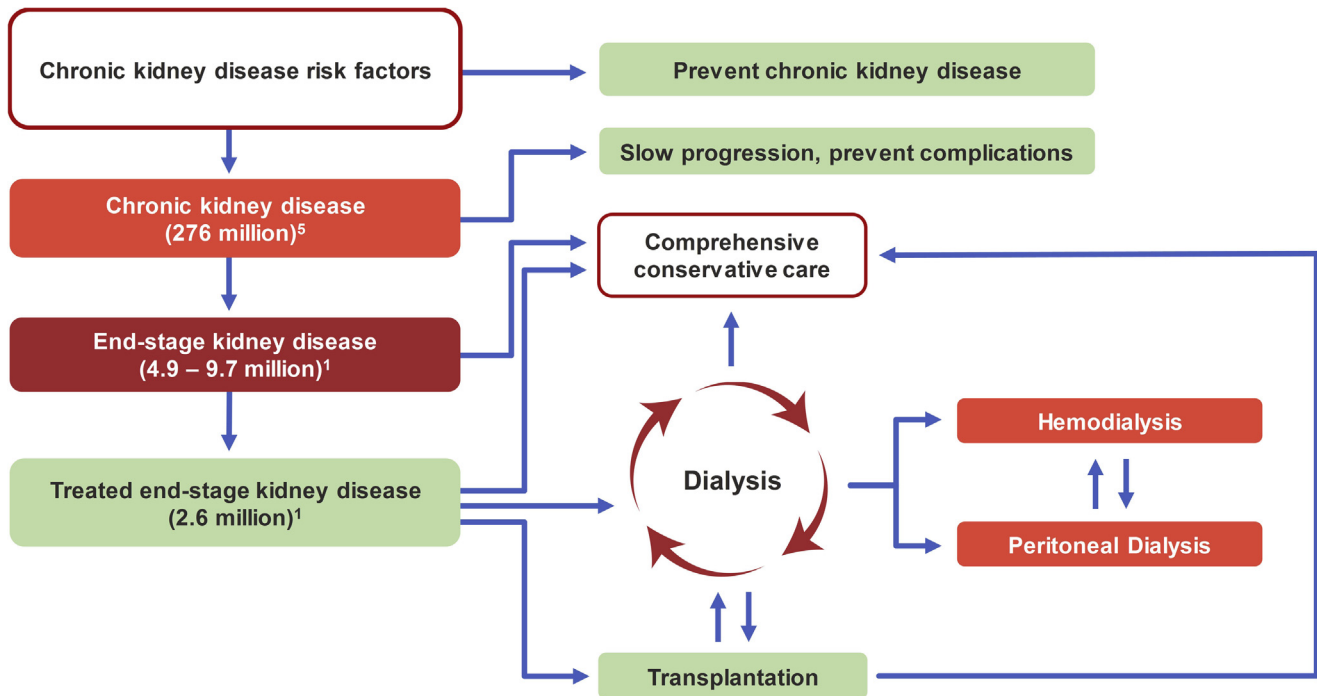 Chronic kidney disease risk factors
Prevent chronic kidney disease
Slow progression, prevent complications
Chronic kidney disease
(276 million)⁵
Comprehensive
conservative care
End-stage kidney disease
(4.9 – 9.7 million)¹
Hemodialysis
Treated end-stage kidney disease
(2.6 million)¹
Dialysis
Peritoneal Dialysis
Transplantation